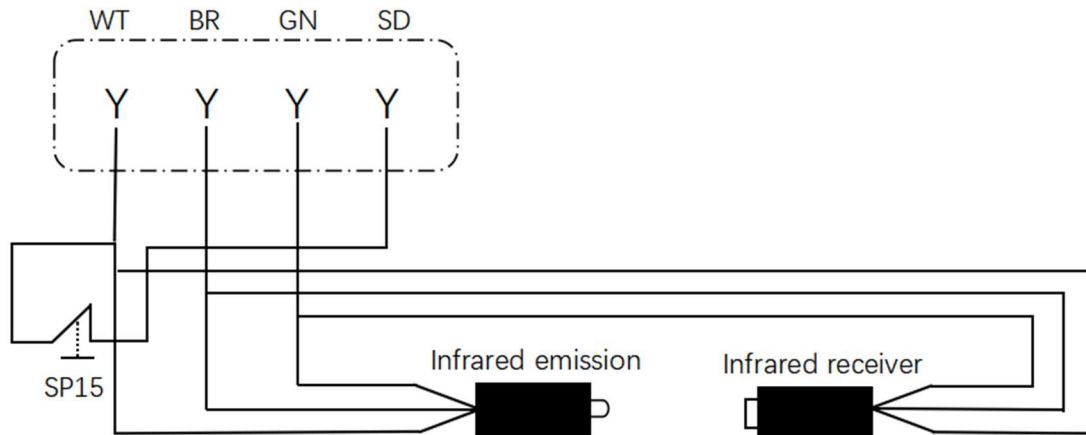 WT BR GN SD
Y Y Y Y
Infrared emission
Infrared receiver
SP15